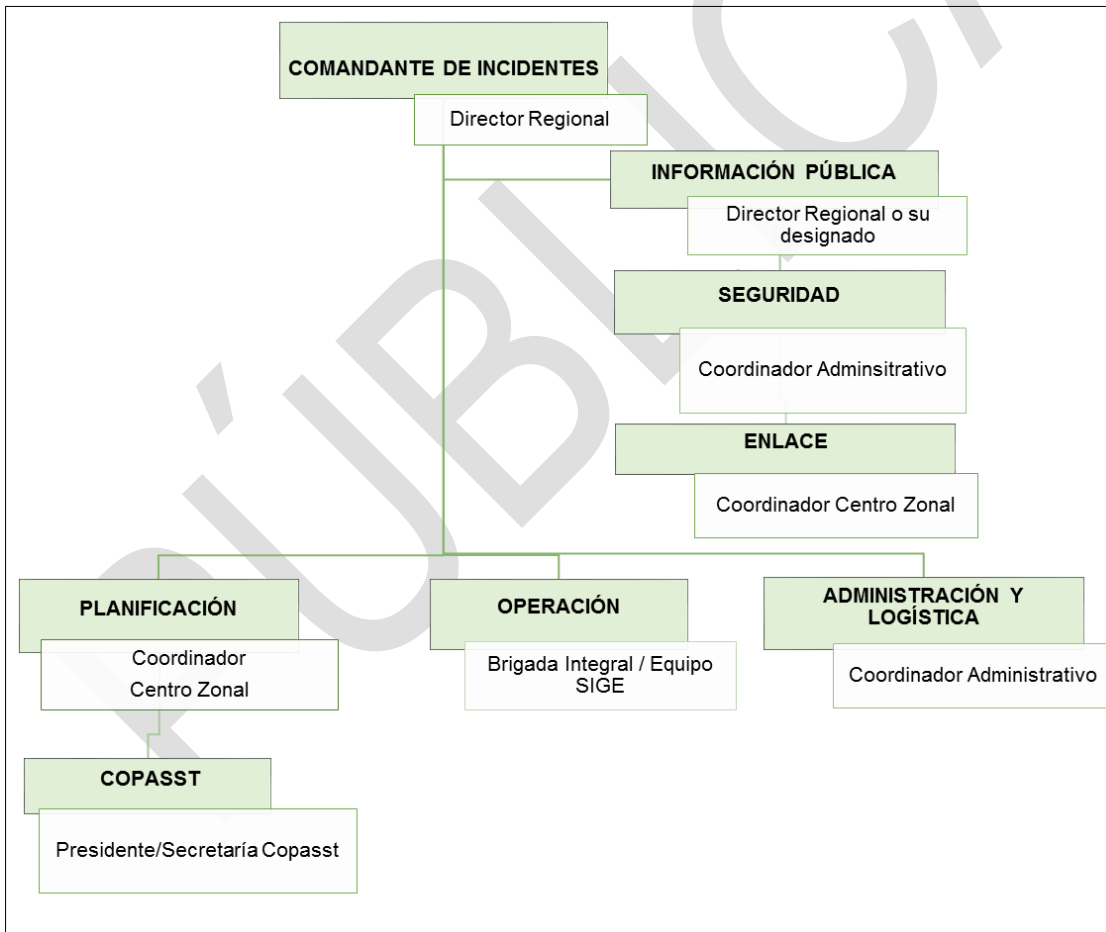 COMANDANTE DE INCIDENTES
Director Regional
INFORMACIÓN PÚBLICA
Director Regional o su
designado
SEGURIDAD
Coordinador Adminsitrativo
ENLACE
Coordinador Centro Zonal
PLANIFICACIÓN
Coordinador
Centro Zonal
OPERACIÓN
Brigada Integral / Equipo
SIGE
ADMINISTRACIÓN Y
LOGÍSTICA
Coordinador Administrativo
COPASST
Presidente/Secretaría Copasst